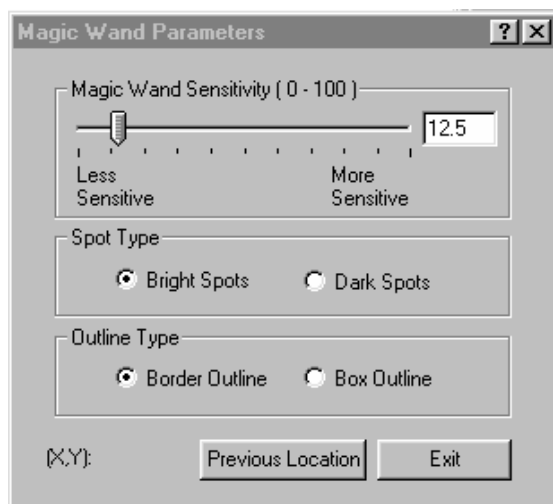 Magic Wand Parameters
Magic Wand Sensitivity ( 0 - 100 )
12.5
Less More
Sensitive Sensitive
Spot Type
Bright Spots Dark Spots
Outline Type
Border Outline Box Outline
(X,Y): Previous Location Exit